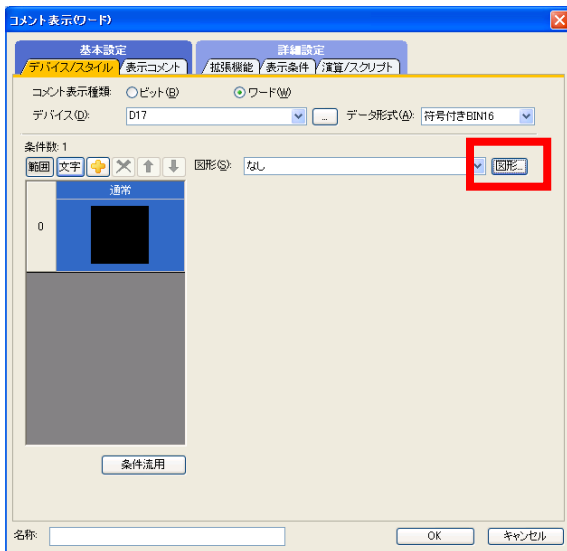 コメント表示(ワード)
基本設定 詳細設定
デバイス/スタイル 表示コメント 拡張機能 表示条件 演算/スクリプト
コメント表示種類: ビット(B) ワード(W)
デバイス(D): D17 ... データ形式(A): 符号付きBIN16
条件数: 1
範囲 文字 図形(S): なし 図形...
通常
0
条件流用
名称: OK キャンセル